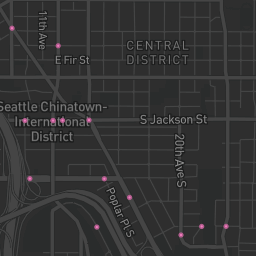 11th Ave
CENTRAL
DISTRICT
E Fir St
Seattle Chinatown-
International
District
S Jackson St
20th Ave S
Poplar Pl S